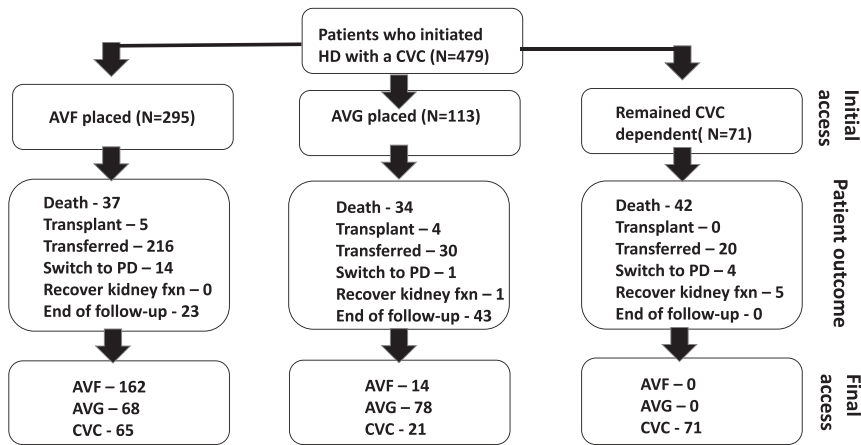 Patients who initiated
HD with a CVC (N=479)
AVF placed (N=295)
AVG placed (N=113)
Remained CVC
dependent( N=71)
Initial
access
Death - 37
Transplant – 5
Transferred – 216
Switch to PD – 14
Recover kidney fxn – 0
End of follow-up - 23
Death - 34
Transplant – 4
Transferred – 30
Switch to PD – 1
Recover kidney fxn – 1
End of follow-up - 43
Death – 42
Transplant – 0
Transferred – 20
Switch to PD – 4
Recover kidney fxn – 5
End of follow-up - 0
Patient outcome
AVF – 162
AVG – 68
CVC - 65
AVF – 14
AVG – 78
CVC - 21
AVF – 0
AVG – 0
CVC - 71
Final
access